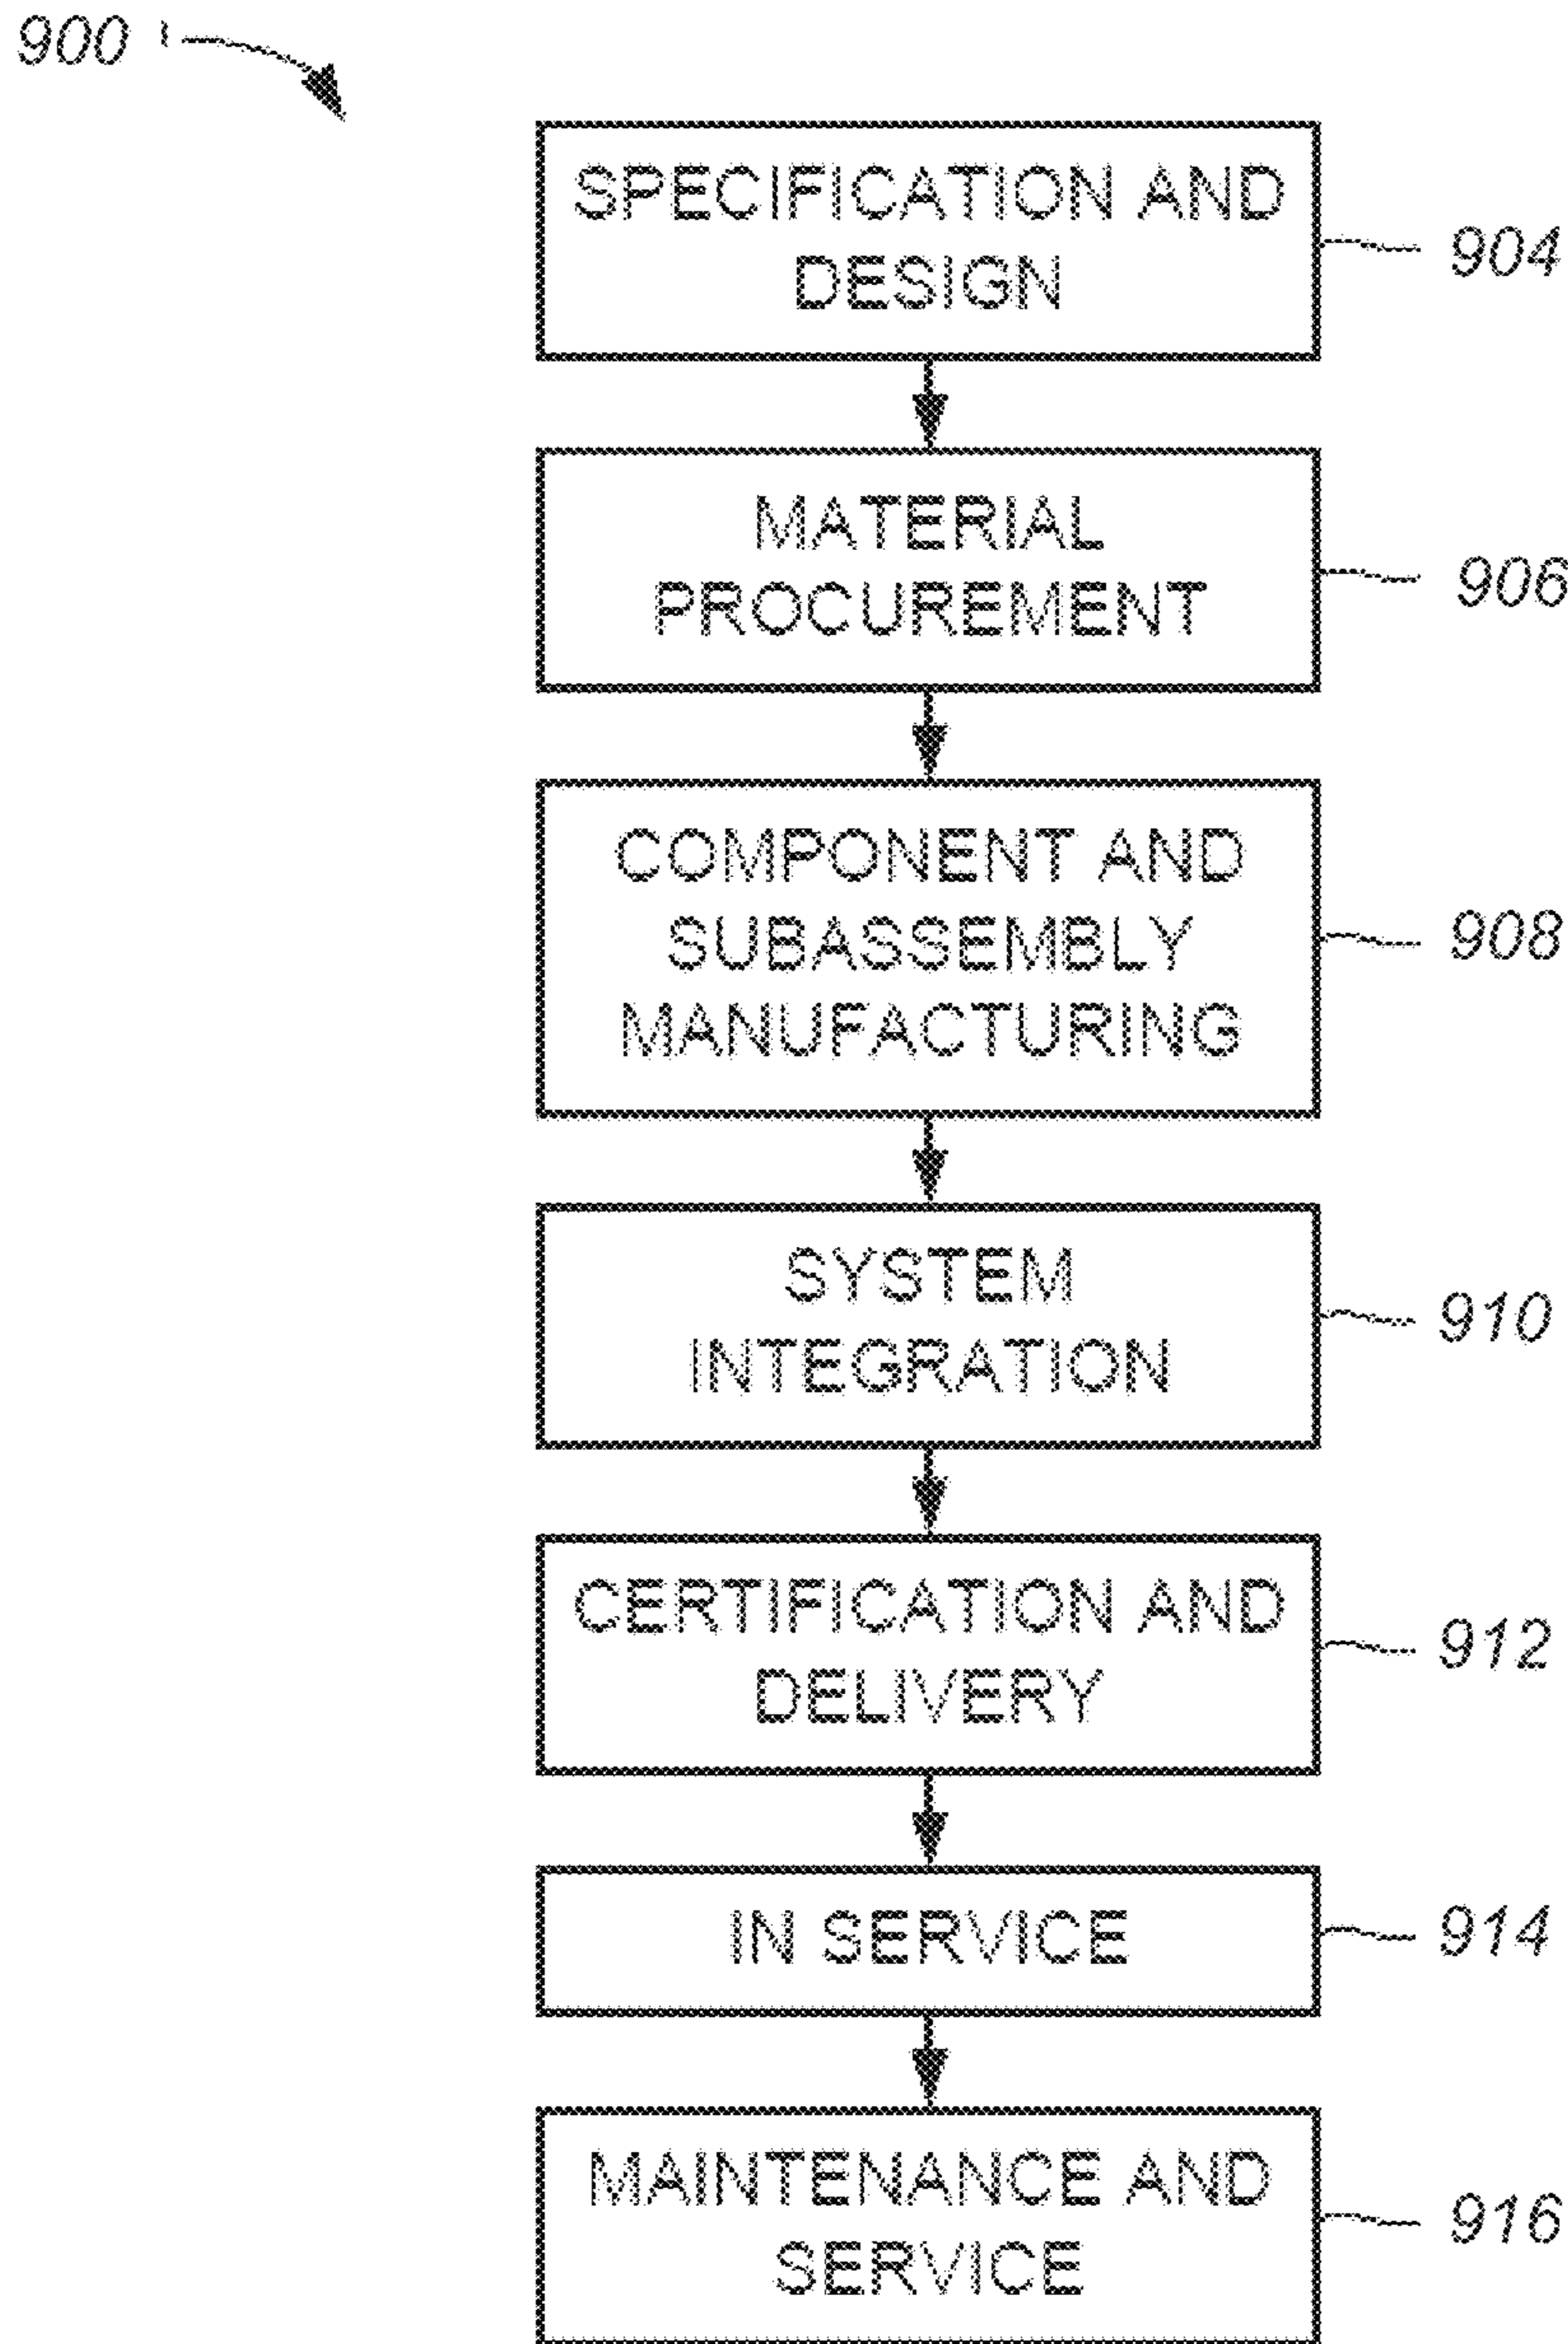 900
SPECIFICATION AND
DESIGN
904
MATERIAL
PROCUREMENT
906
COMPONENT AND
SUBASSEMBLY
MANUFACTURING
908
SYSTEM
INTEGRATION
910
CERTIFICATION AND
DELIVERY
912
IN SERVICE
914
MAINTENANCE AND
SERVICE
916